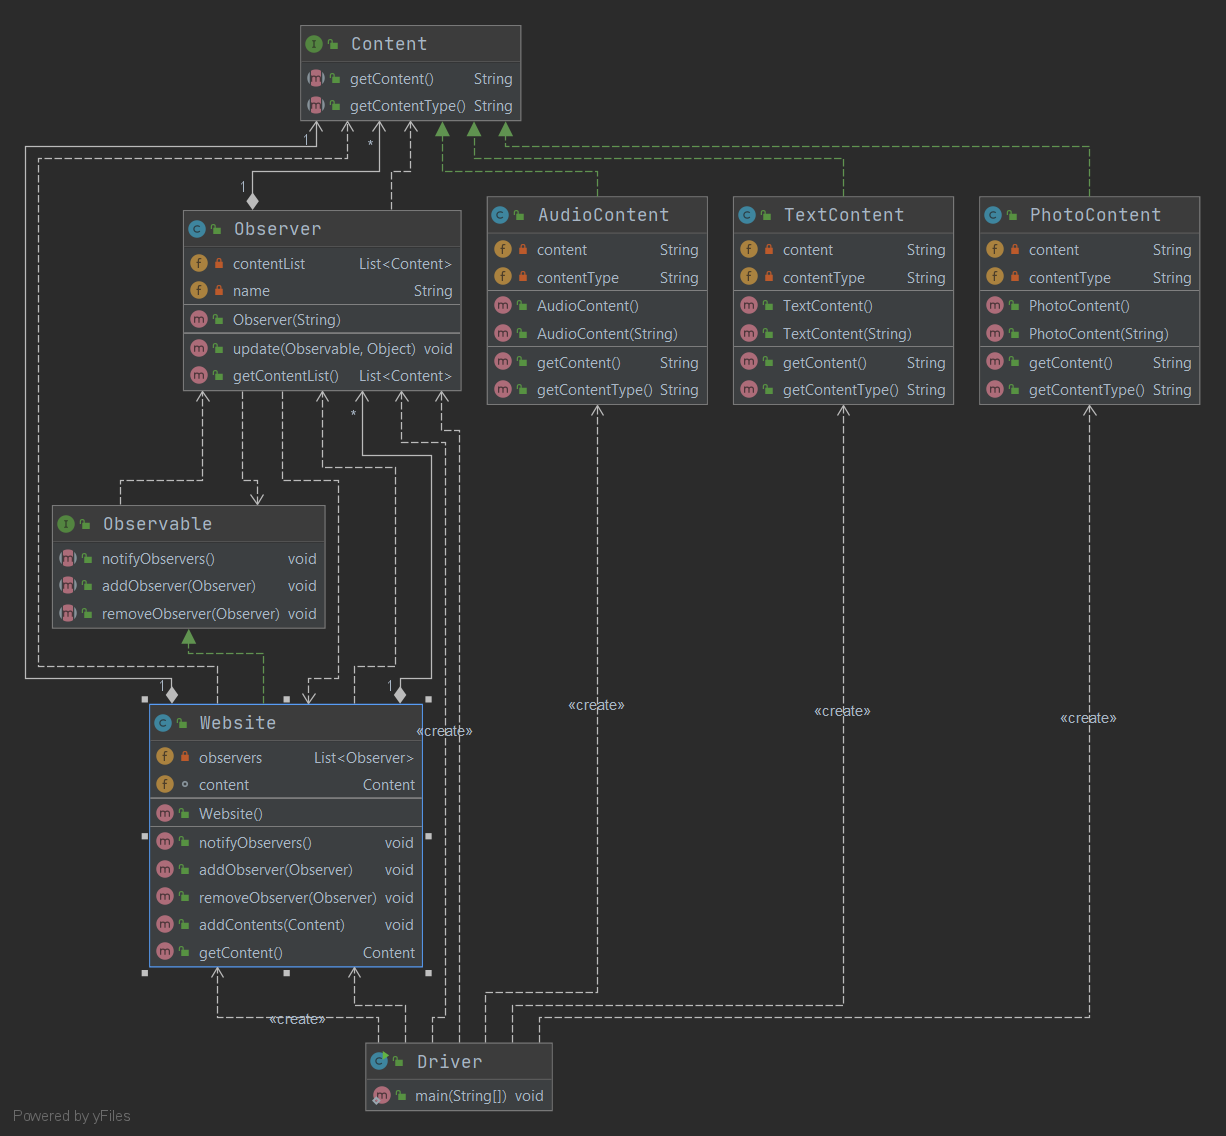 Content
getContent() String
getContentType() String
1
*
1
Observer
contentList List<Content>
name String
Observer(String)
update(Observable, Object) void
getContentList() List<Content>
AudioContent
content String
contentType String
AudioContent()
AudioContent(String)
getContent() String
getContentType() String
TextContent
content String
contentType String
TextContent()
TextContent(String)
getContent() String
getContentType() String
PhotoContent
content String
contentType String
PhotoContent()
PhotoContent(String)
getContent() String
getContentType() String
*
Observable
notifyObservers() void
addObserver(Observer) void
removeObserver(Observer) void
1
1
«create»
«create»
«create»
«create»
Website
observers List<Observer>
content Content
Website()
notifyObservers() void
addObserver(Observer) void
removeObserver(Observer) void
addContents(Content) void
getContent() Content
«create»
Driver
main(String[]) void
Powered by yFiles